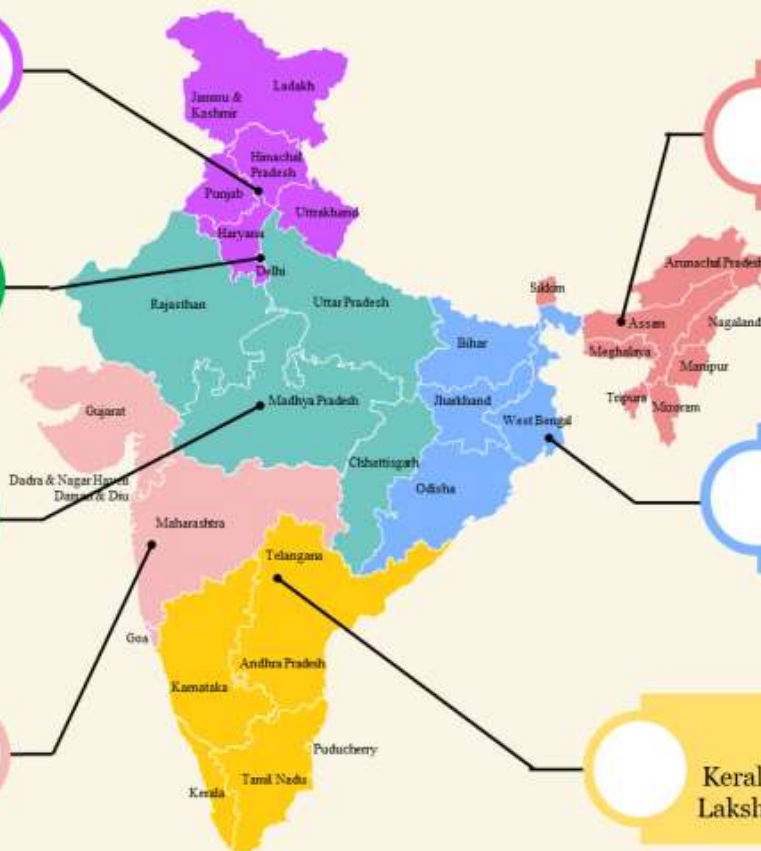 Ladakh
Jammu &
Kashmir
Himachal
Pradesh
Punjab
Uttrakhand
Haryana
Delhi
Rajasthan
Uttar Pradesh
Sikkim
Arunachal Pradesh
Assam
Nagaland
Meghalaya
Manipur
Tripura
Mizoram
Bihar
Jharkhand
West Bengal
Gujarat
Madhya Pradesh
Chhattisgarh
Odisha
Dadra & Nagar Haveli
Daman & Diu
Maharashtra
Telangana
Goa
Andhra Pradesh
Karnataka
Puducherry
Tamil Nadu
Kerala
Keral
Laksh